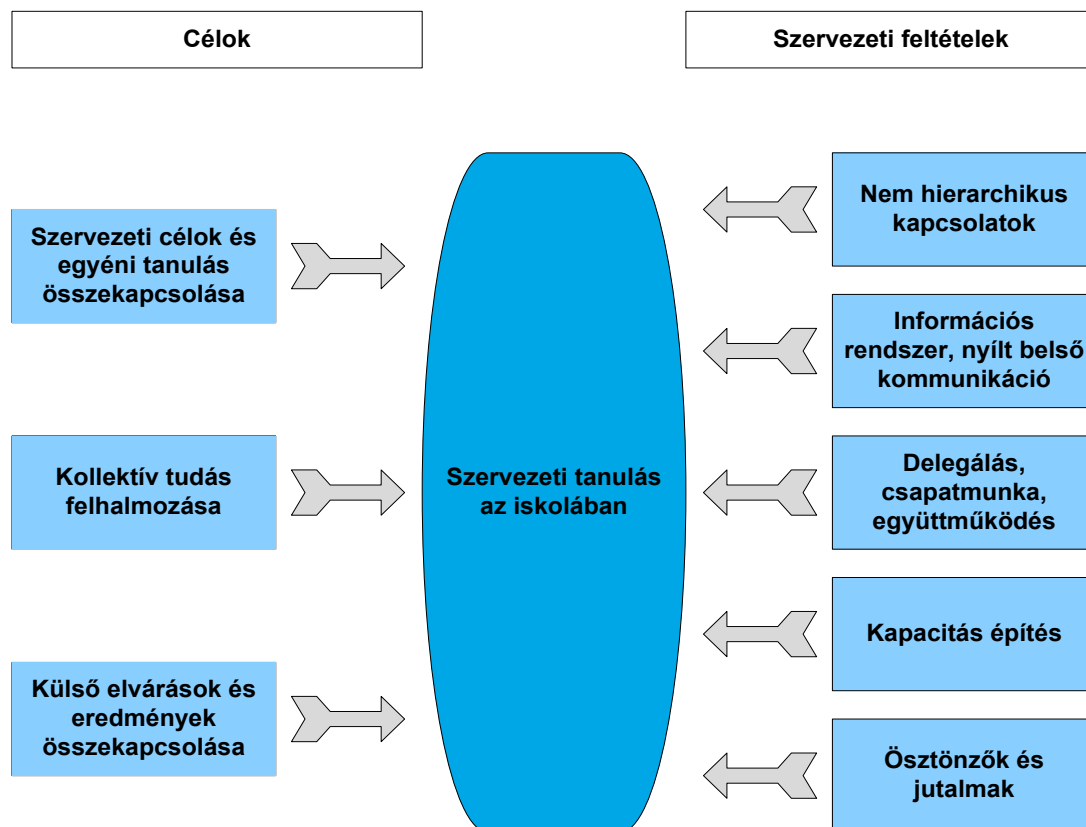 Célok
Szervezeti feltételek
Szervezeti célok és
egyéni tanulás
összekapcsolása
Kollektív tudás
felhalmozása
Külső elvárások és
eredmények
összekapcsolása
Szervezeti tanulás
az iskolában
Nem hierarchikus
kapcsolatok
Információs
rendszer, nyílt belső
kommunikáció
Delegálás,
csapatmunka,
együttműködés
Kapacitás építés
Ösztönzők és
jutalmak